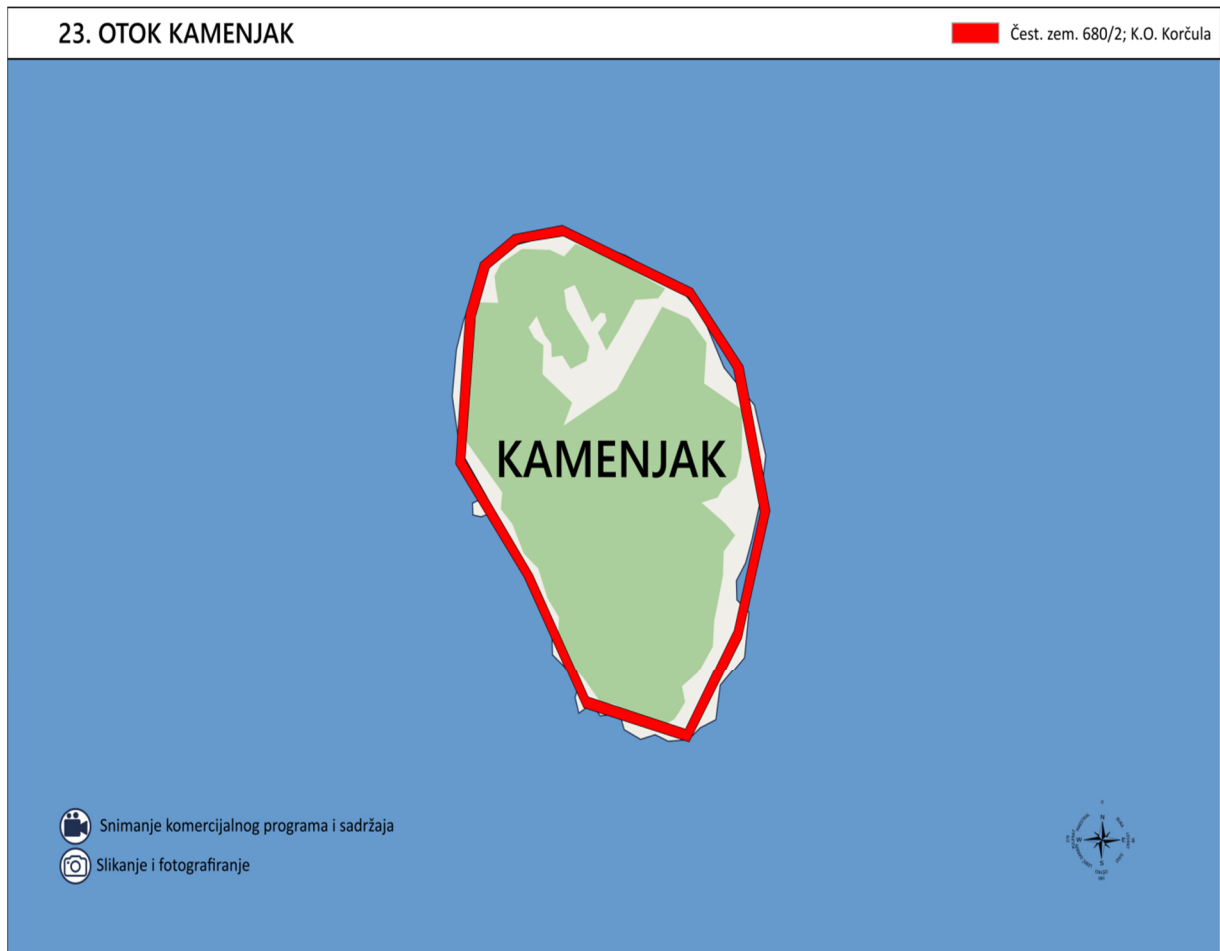 23. OTOK KAMENJAK
Čest. zem. 680/2; K.O. Korčula
KAMENJAK
Snimanje komercijalnog programa i sadržaja
Slikanje i fotografiranje
N
W E
S